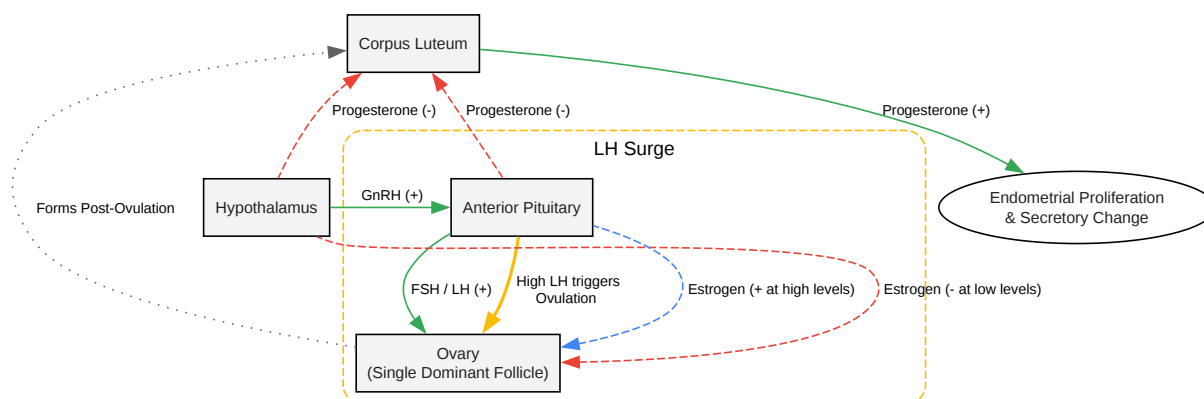 Corpus Luteum
Progesterone (-)
Progesterone (-)
Progesterone (+)
LH Surge
Forms Post-Ovulation
Hypothalamus
GnRH (+)
Anterior Pituitary
Endometrial Proliferation
& Secretory Change
FSH / LH (+)
High LH triggers
Ovulation
Estrogen (+ at high levels)
Estrogen (- at low levels)
Ovary
(Single Dominant Follicle)